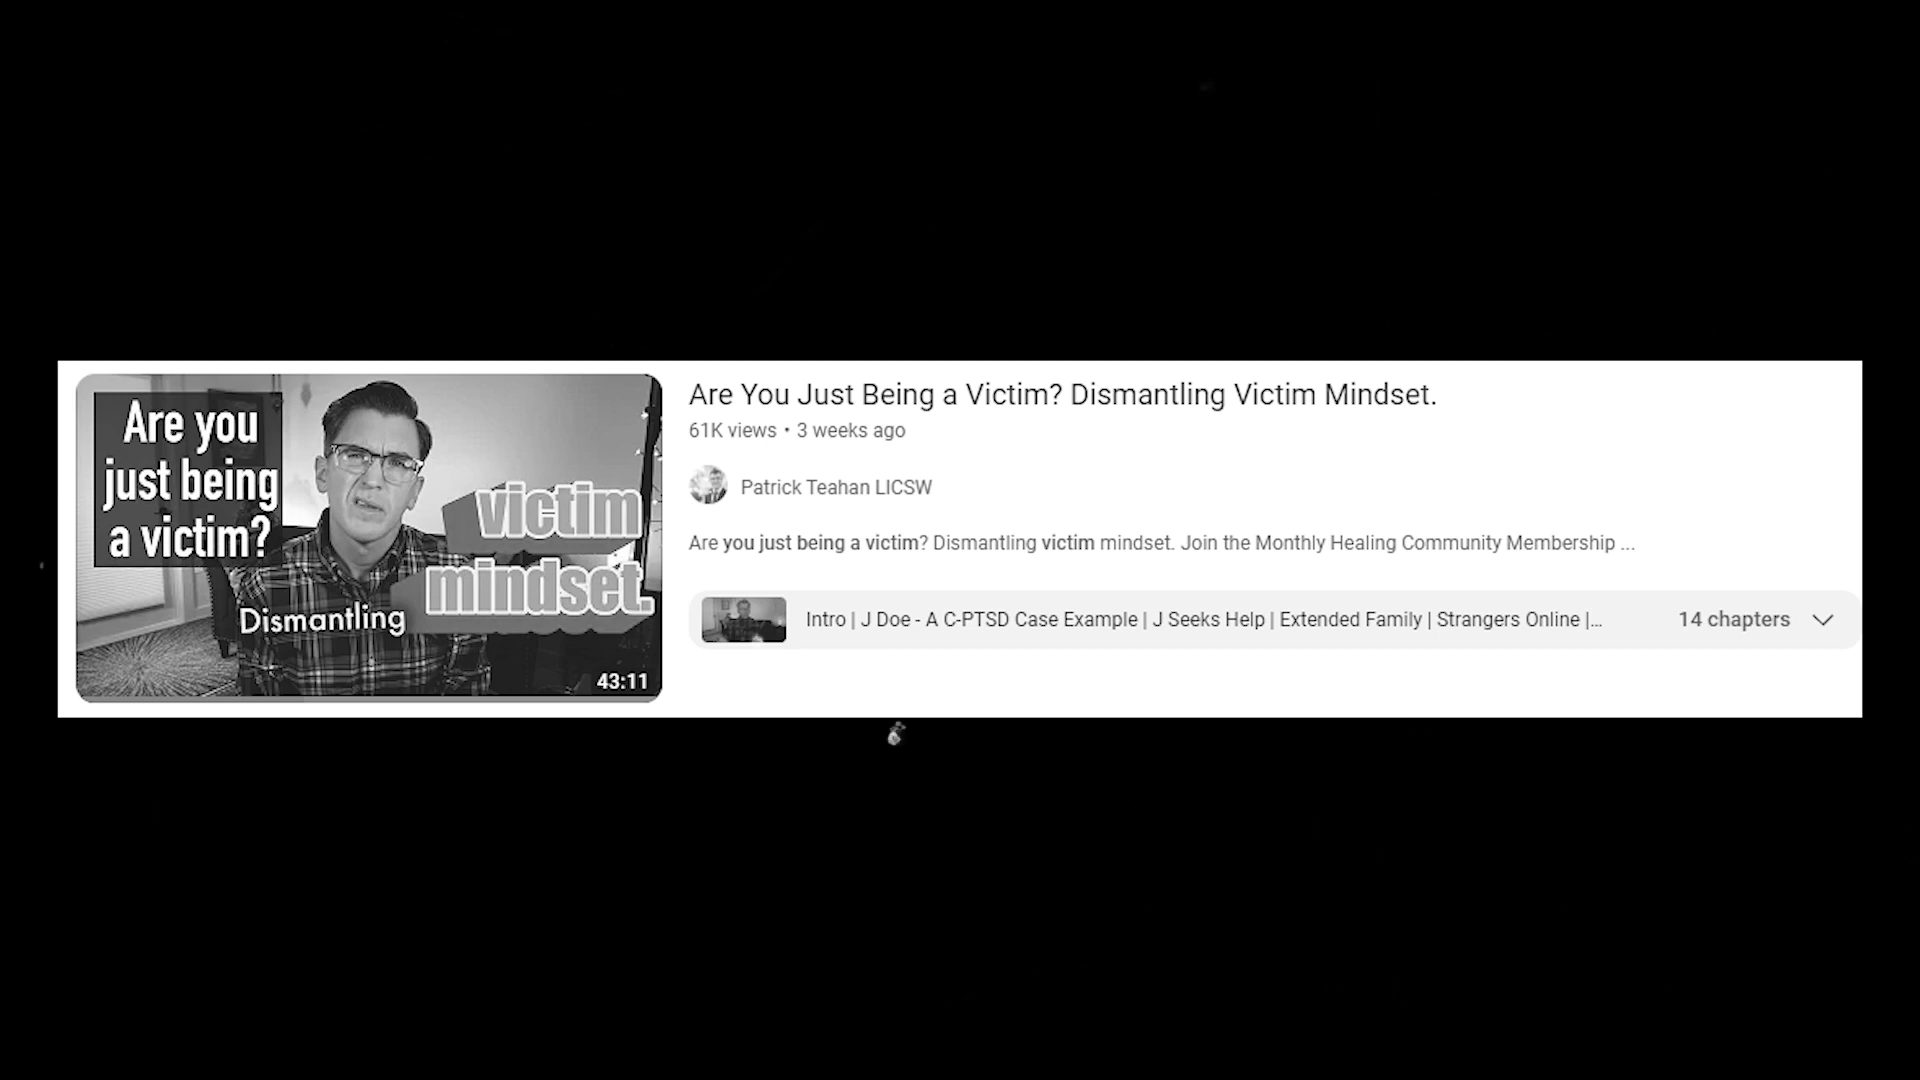 Are you
just being
a victim?
victim
mindset.
Dismantling
43:11
Are You Just Being a Victim? Dismantling Victim Mindset.
61K views • 3 weeks ago
Patrick Teahan LICSW
Are you just being a victim? Dismantling victim mindset. Join the Monthly Healing Community Membership ...
Intro | J Doe - A C-PTSD Case Example | J Seeks Help | Extended Family | Strangers Online |...
14 chapters